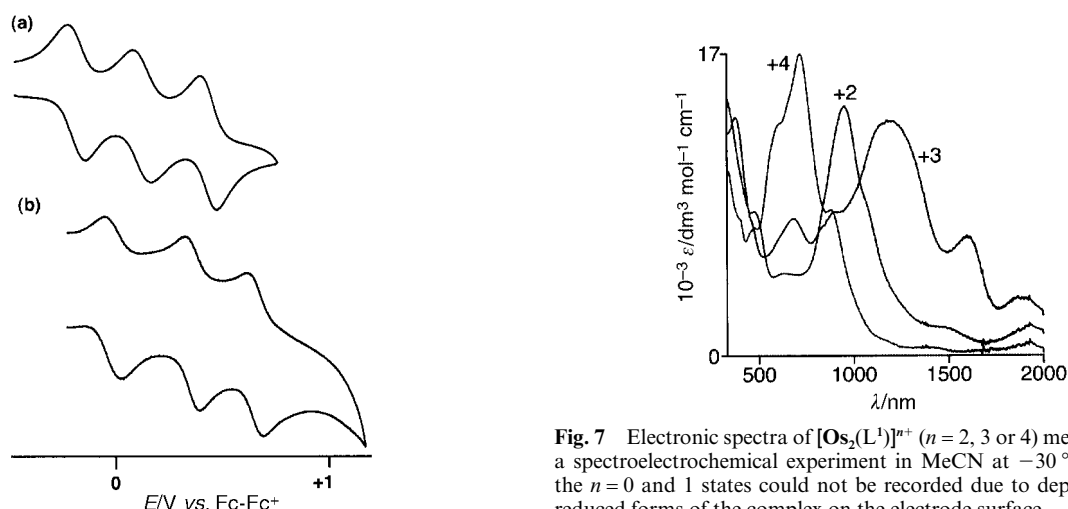 (a)
(b)
0 +1
E/V vs. Fc-Fc+
17
+4
+2
+3
10⁻³ ε/dm³ mol⁻¹ cm⁻¹
0
500 1000 1500 2000
λ/nm
Fig. 7 Electronic spectra of [Os₂(L¹)]ⁿ⁺ (n = 2, 3 or 4) me
a spectroelectrochemical experiment in MeCN at −30 °
the n = 0 and 1 states could not be recorded due to dep
reduced forms of the complex on the electrode surface